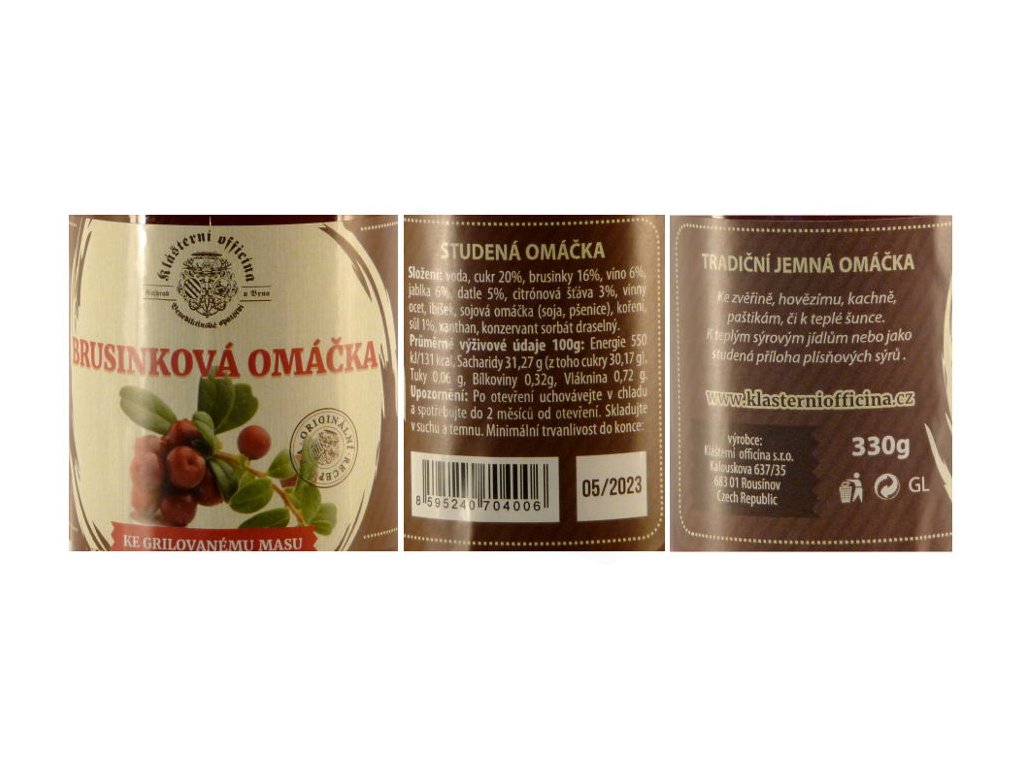 Klášterní officina
Rajhrad u Brna
Benediktinské opatství
BRUSINKOVÁ OMÁČKA
ORIGINÁLNÍ RECEP
KE GRILOVANÉMU MASU
STUDENÁ OMÁČKA
Složení: voda, cukr 20%, brusinky 16%, víno 6%,
jablka 6%, datle 5%, citrónová šťáva 3%, vinný
ocet, ibišek, sojová omáčka (soja, pšenice), koření,
sůl 1%, xanthan, konzervant sorbát draselný.
Průměrné výživové údaje 100g: Energie 550
kJ/131 kcal, Sacharidy 31,27 g (z toho cukry 30,17 g),
Tuky 0,06 g, Bílkoviny 0,32g, Vláknina 0,72 g.
Upozornění: Po otevření uchovávejte v chladu
a spotřebujte do 2 měsíců od otevření. Skladujte
v suchu a temnu. Minimální trvanlivost do konce:
8 595240 704006
05/2023
TRADIČNÍ JEMNÁ OMÁČKA
Ke zvěřině, hovězímu, kachně,
paštikám, či k teplé šunce.
K teplým sýrovým jídlům nebo jako
studená příloha plísňových sýrů.
www.klasterniofficina.cz
výrobce:
Klášterní officina s.r.o.
Kalouskova 637/35
683 01 Rousínov
Czech Republic
330g
GL